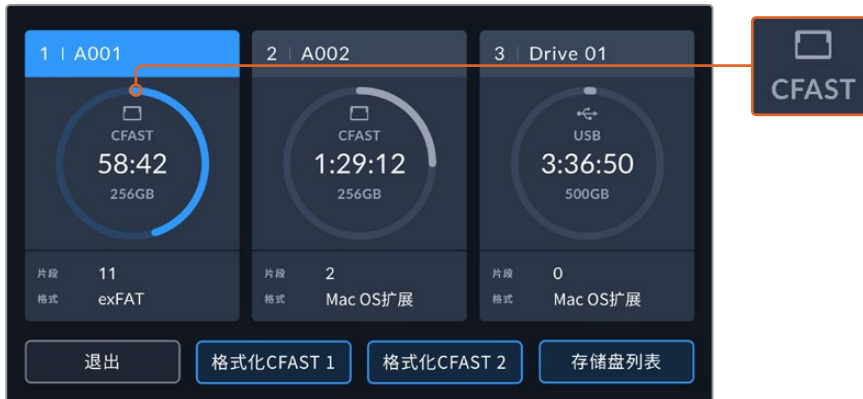 1 | A001
CFAST
58:42
256GB
片段 11
格式 exFAT
2 | A002
CFAST
1:29:12
256GB
片段 2
格式 Mac OS扩展
3 | Drive 01
USB
3:36:50
500GB
片段 0
格式 Mac OS扩展
CFAST
退出
格式化CFAST 1
格式化CFAST 2
存储盘列表